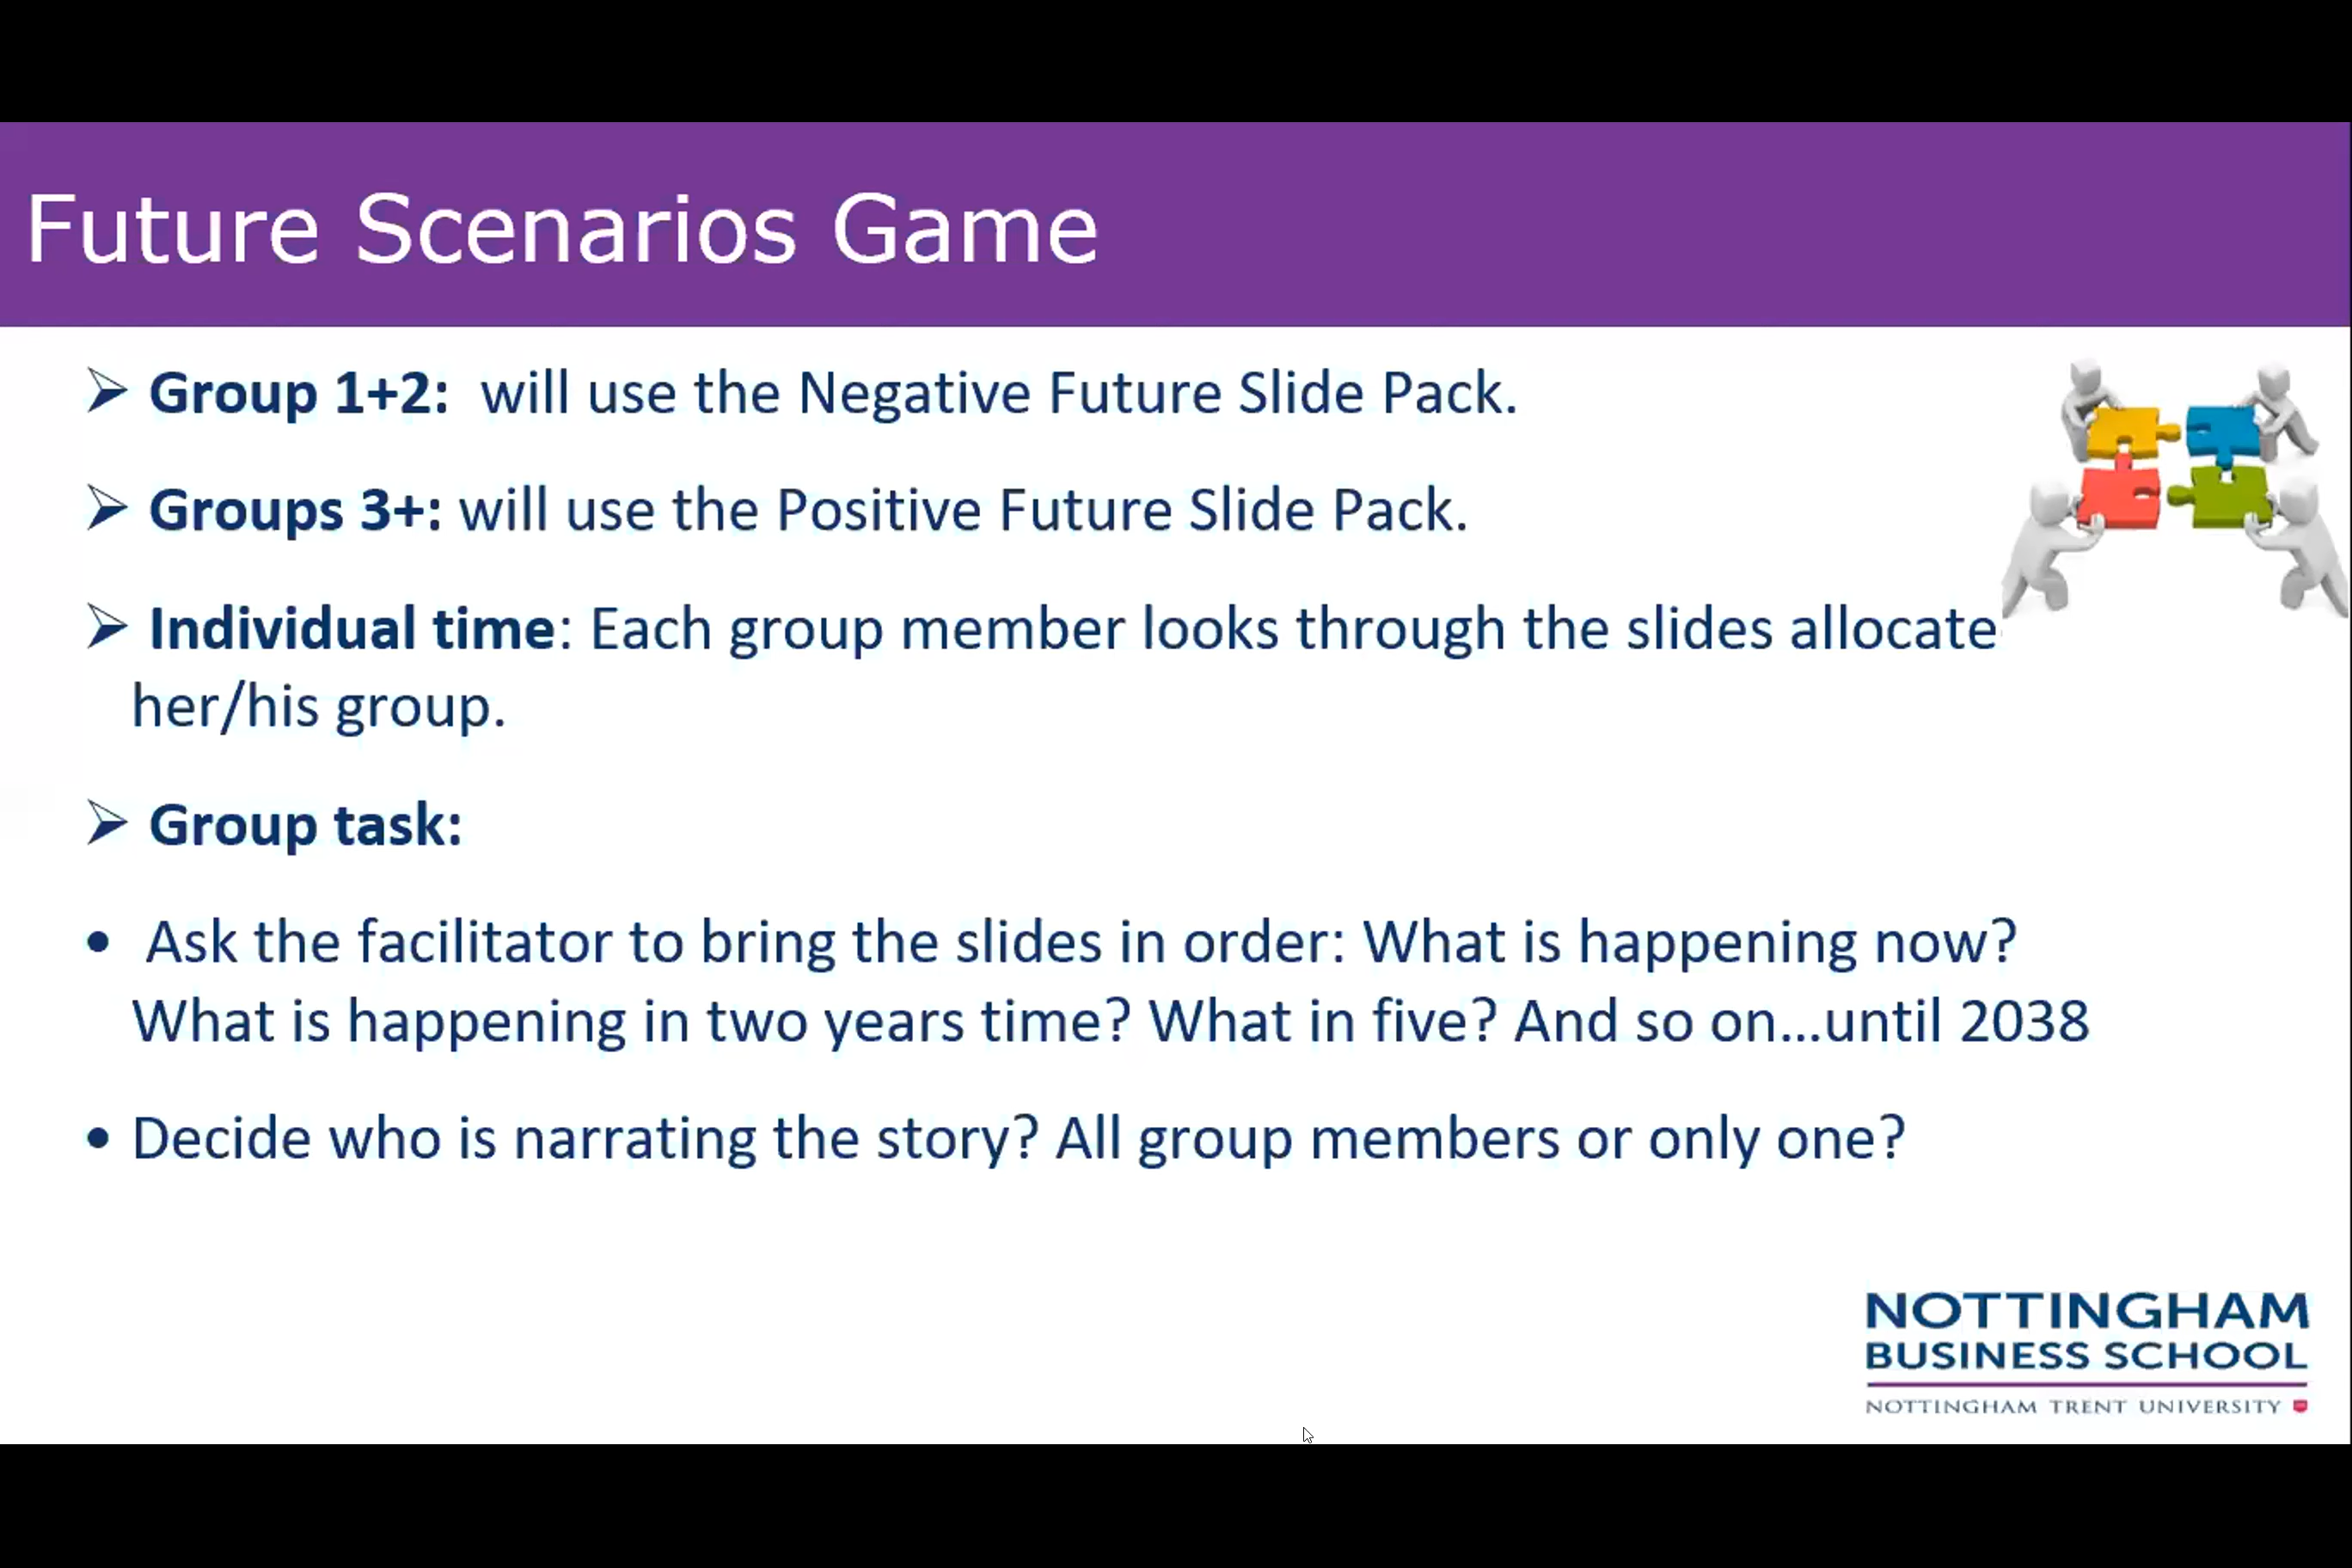 Future Scenarios Game
➢ Group 1+2: will use the Negative Future Slide Pack.
➢ Groups 3+: will use the Positive Future Slide Pack.
➢ Individual time: Each group member looks through the slides allocate
her/his group.
➢ Group task:
• Ask the facilitator to bring the slides in order: What is happening now?
What is happening in two years time? What in five? And so on...until 2038
• Decide who is narrating the story? All group members or only one?
NOTTINGHAM
BUSINESS SCHOOL
NOTTINGHAM TRENT UNIVERSITY